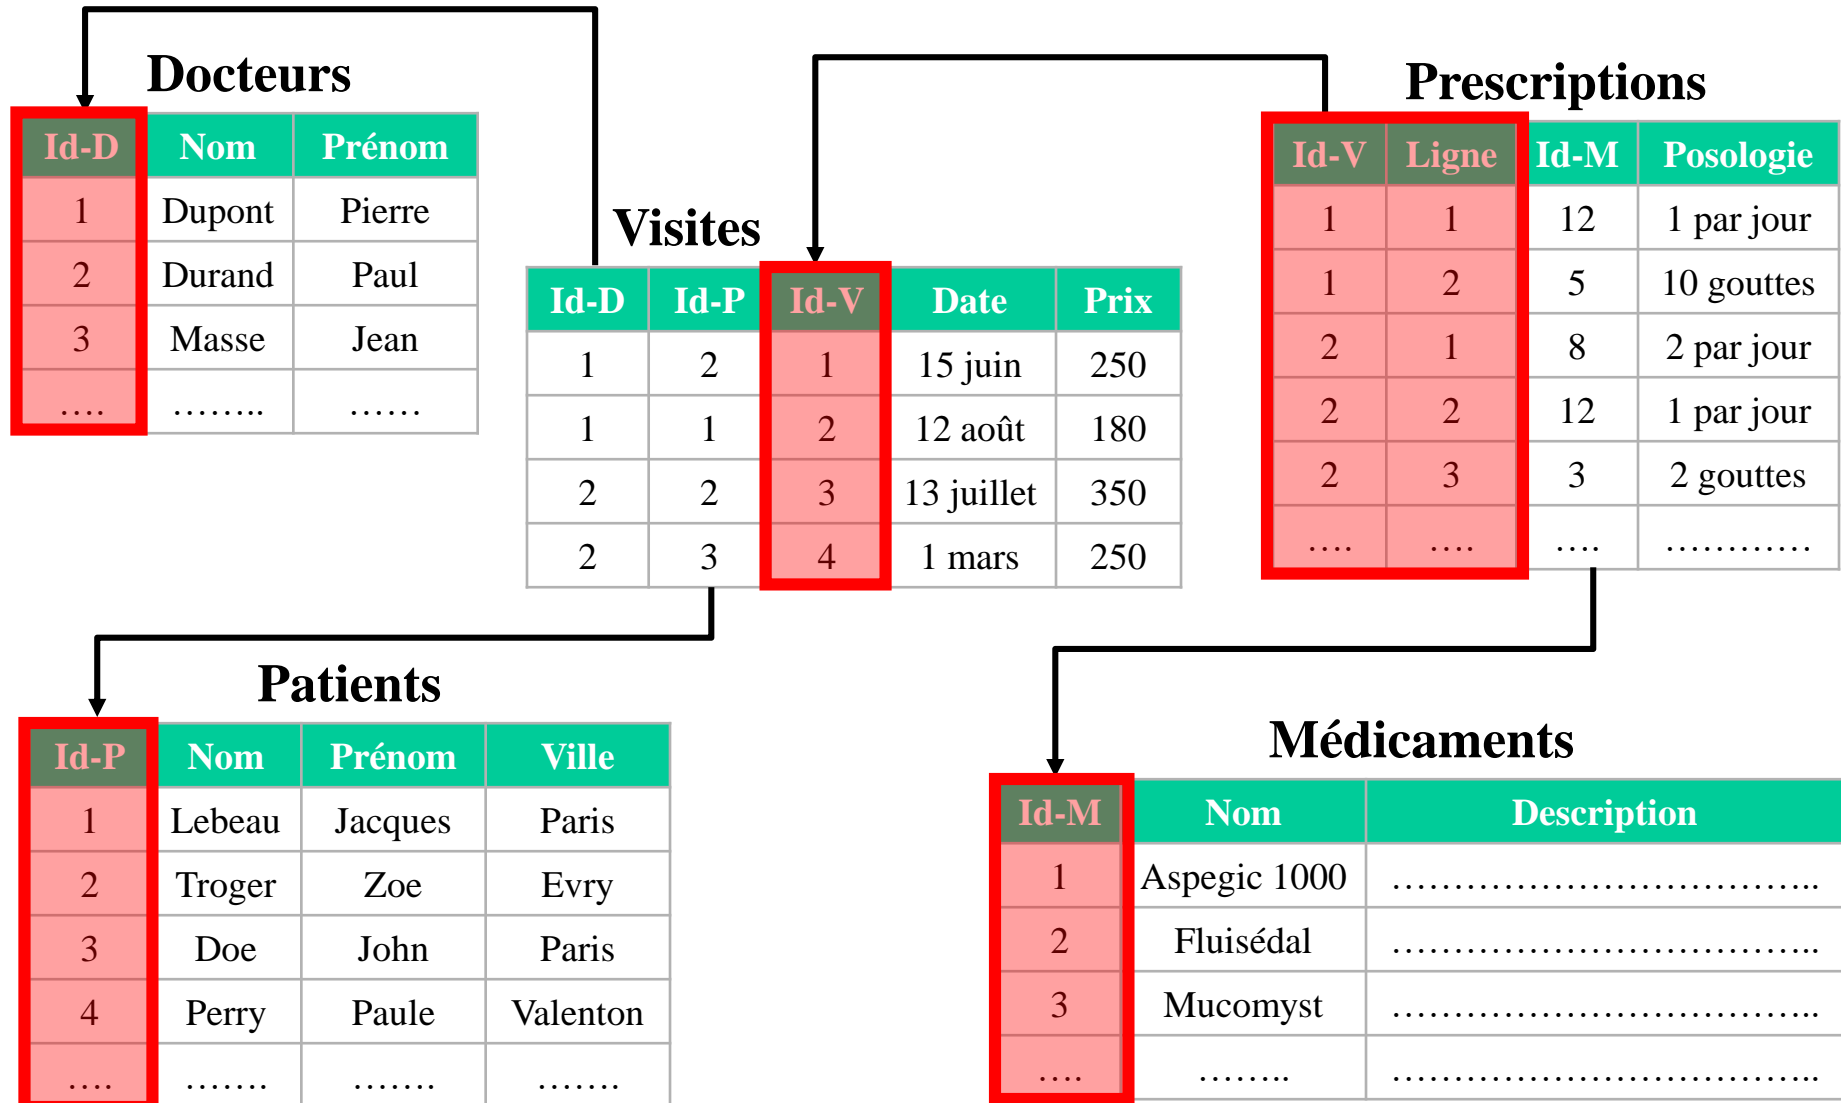 Docteurs
Id-D Nom Prénom
1 Dupont Pierre
2 Durand Paul
3 Masse Jean
…. …….. ……
Visites
Id-D Id-P Id-V Date Prix
1 2 1 15 juin 250
1 1 2 12 août 180
2 2 3 13 juillet 350
2 3 4 1 mars 250
Prescriptions
Id-V Ligne Id-M Posologie
1 1 12 1 par jour
1 2 5 10 gouttes
2 1 8 2 par jour
2 2 12 1 par jour
2 3 3 2 gouttes
…. …. …. …………
Patients
Id-P Nom Prénom Ville
1 Lebeau Jacques Paris
2 Troger Zoe Evry
3 Doe John Paris
4 Perry Paule Valenton
…. ……. ……. …….
Médicaments
Id-M Nom Description
1 Aspegic 1000 ……………………………..
2 Fluisédal ……………………………..
3 Mucomyst ……………………………..
…. …….. ……………………………..